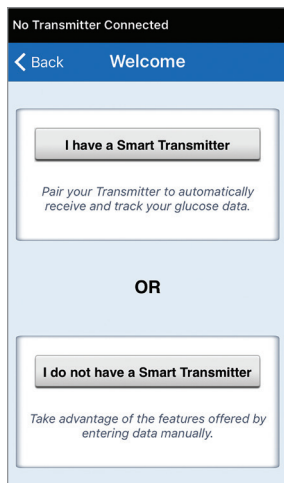 No Transmitter Connected
Back
Welcome
I have a Smart Transmitter
Pair your Transmitter to automatically
receive and track your glucose data.
OR
I do not have a Smart Transmitter
Take advantage of the features offered by
entering data manually.